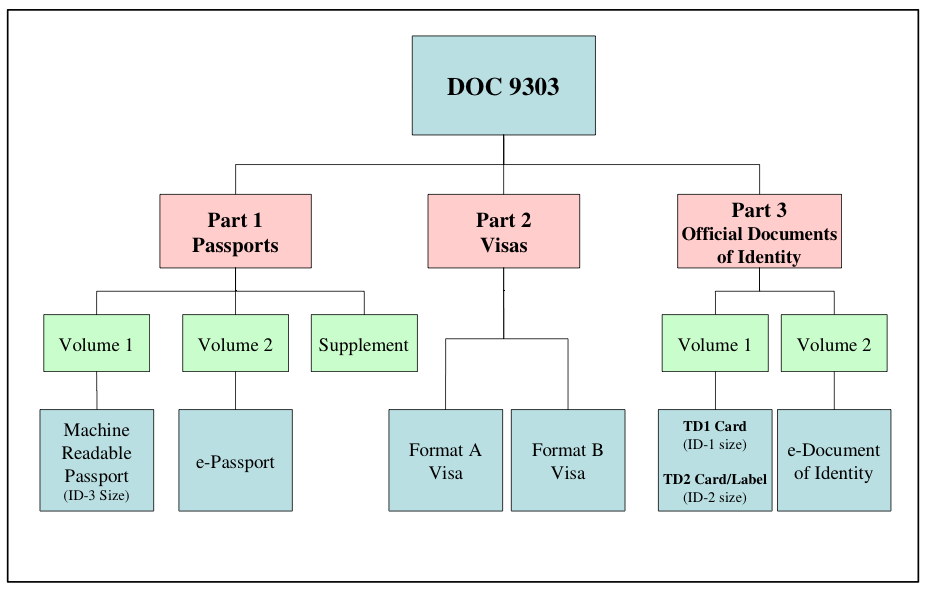 DOC 9303
Part 1
Passports
Part 2
Visas
Part 3
Official Documents
of Identity
Volume 1
Volume 2
Supplement
Volume 1
Volume 2
Machine
Readable
Passport
(ID-3 Size)
e-Passport
Format A
Visa
Format B
Visa
TD1 Card
(ID-1 size)
TD2 Card/Label
(ID-2 size)
e-Document
of Identity